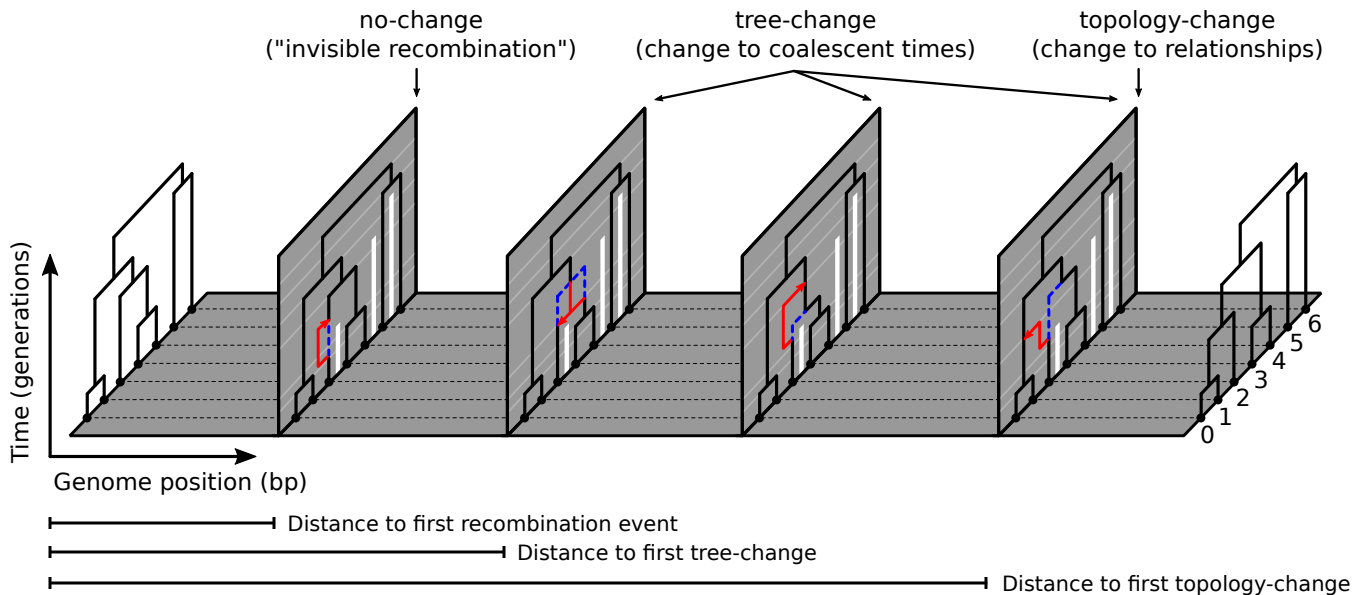 no-change
("invisible recombination")
tree-change
(change to coalescent times)
topology-change
(change to relationships)
Time (generations)
6
5
4
3
2
1
0
Genome position (bp)
Distance to first recombination event
Distance to first tree-change
Distance to first topology-change